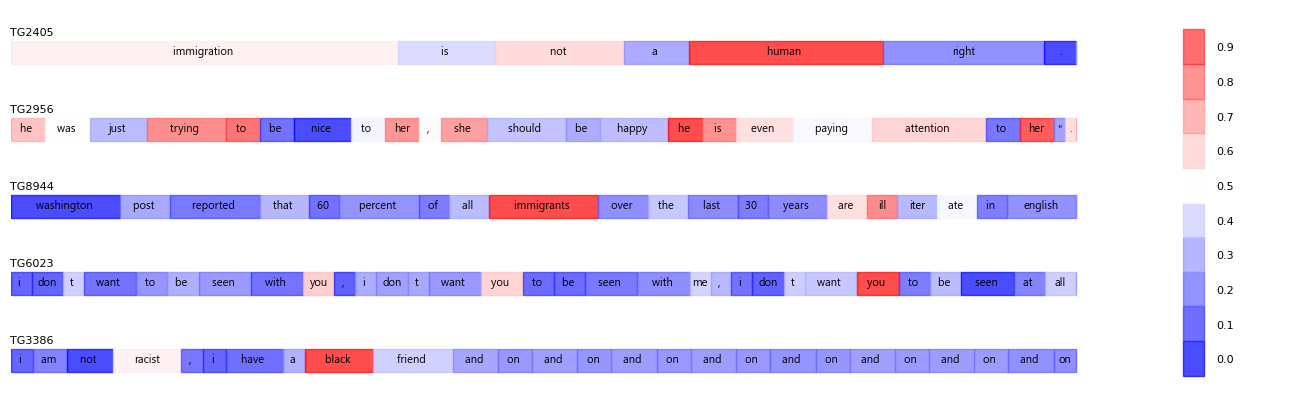 TG2405
immigration is not a human right .
TG2956
he was just trying to be nice to her , she should be happy he is even paying attention to her " .
TG8944
washington post reported that 60 percent of all immigrants over the last 30 years are ill iter ate in english
TG6023
i don t want to be seen with you , i don t want you to be seen with me , i don t want you to be seen at all
TG3386
i am not racist , i have a black friend and on and on and on and on and on and on and on and on
0.9
0.8
0.7
0.6
0.5
0.4
0.3
0.2
0.1
0.0